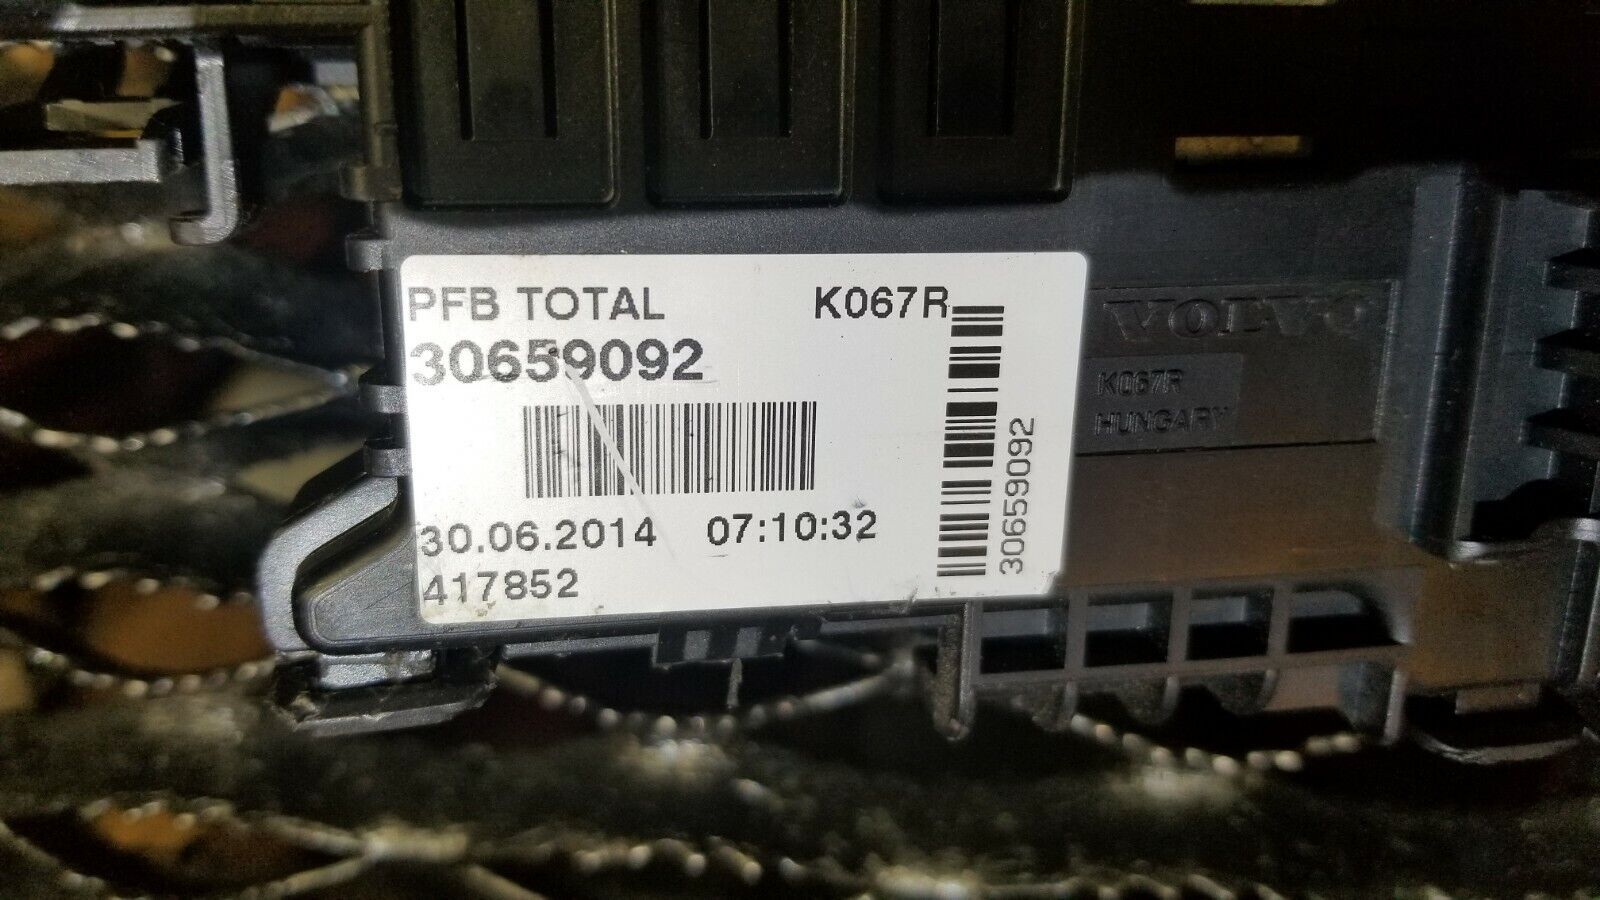 PFB TOTAL K067R
30659092
30.06.2014 07:10:32
417852
30659092
VOLVO
K067R
HUNGARY